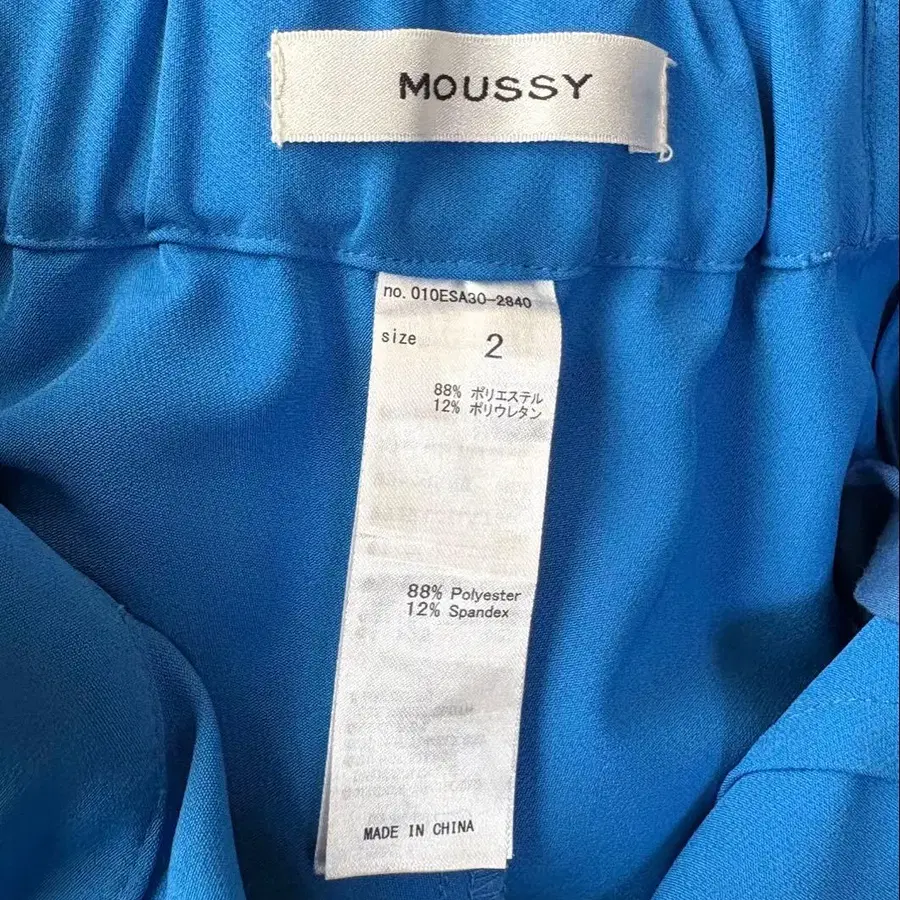 MOUSSY
no. 010ESA30-2840
size 2
88% ポリエステル
12% ポリウレタン
88% Polyester
12% Spandex
MADE IN CHINA